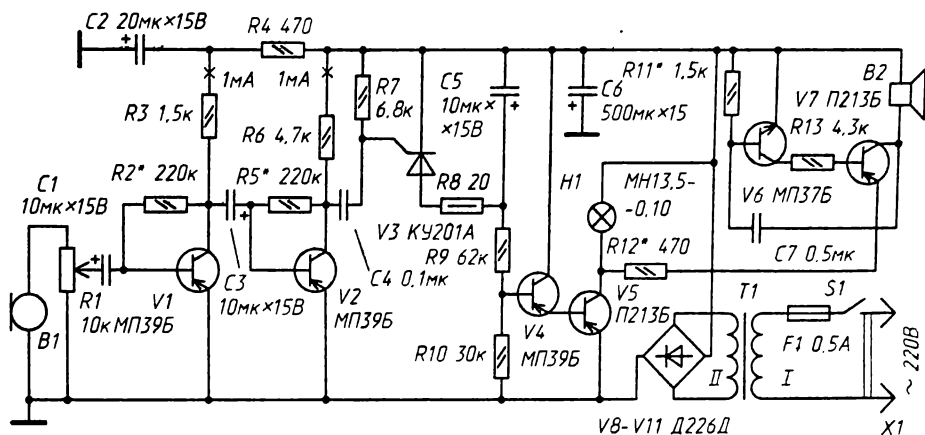 C2 20мк×15В
R4 470
1мА
1мА
R3 1,5к
R6 4,7к
R7
6,8к
C5
10мк×
×15В
C6
500мк×15
R11* 1,5к
B2
V7 П213Б
R13 4,3к
V6 МП37Б
C7 0,5мк
C1
10мк×15В
R2* 220к
R5* 220к
R8 20
V3 КУ201А
H1
МН13,5-
-0,10
R9 62к
R12* 470
C4 0,1мк
C3
10мк×15В
R1
10к
V1
МП39Б
V2
МП39Б
B1
R10 30к
V4
МП39Б
V5
П213Б
T1
S1
II
I
F1 0,5А
~ 220В
V8-V11 Д226Д
X1